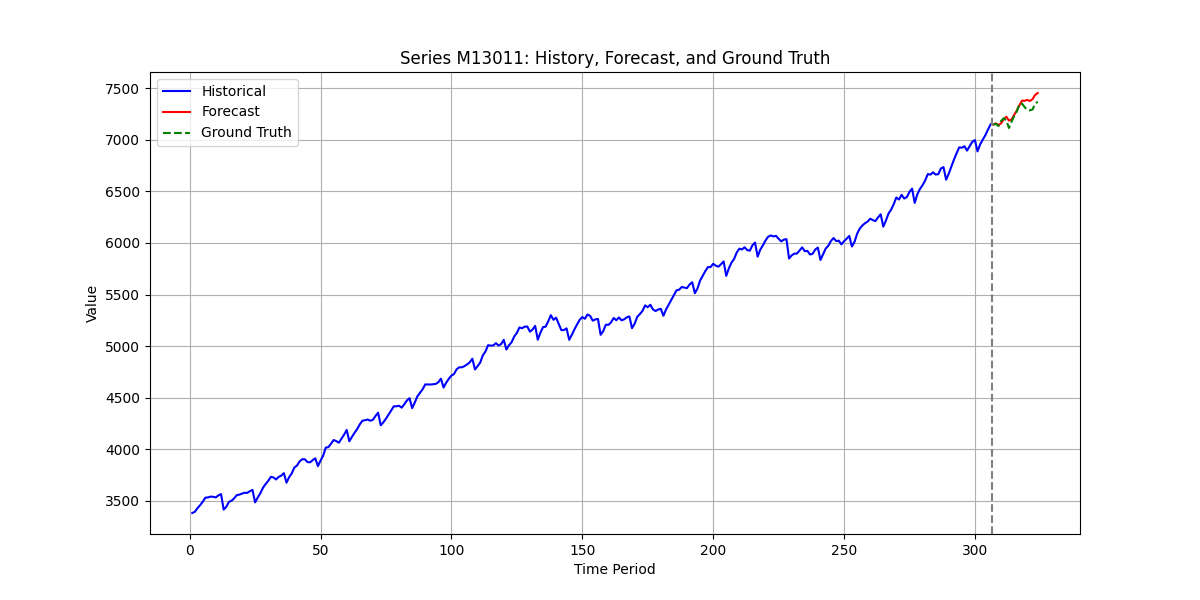 Series M13011: History, Forecast, and Ground Truth
Historical
Forecast
Ground Truth
7500
7000
6500
6000
5500
5000
4500
4000
3500
Value
0 50 100 150 200 250 300
Time Period